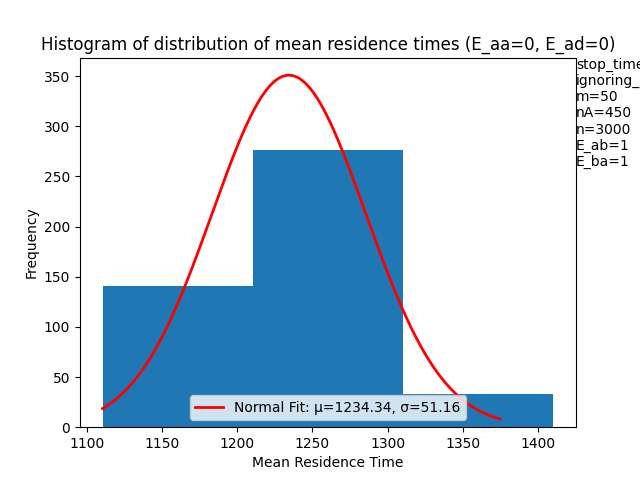 Histogram of distribution of mean residence times (E_aa=0, E_ad=0)
stop_time
ignoring_
m=50
nA=450
n=3000
E_ab=1
E_ba=1
350
300
250
200
150
100
50
0
Frequency
Normal Fit: μ=1234.34, σ=51.16
1100 1150 1200 1250 1300 1350 1400
Mean Residence Time